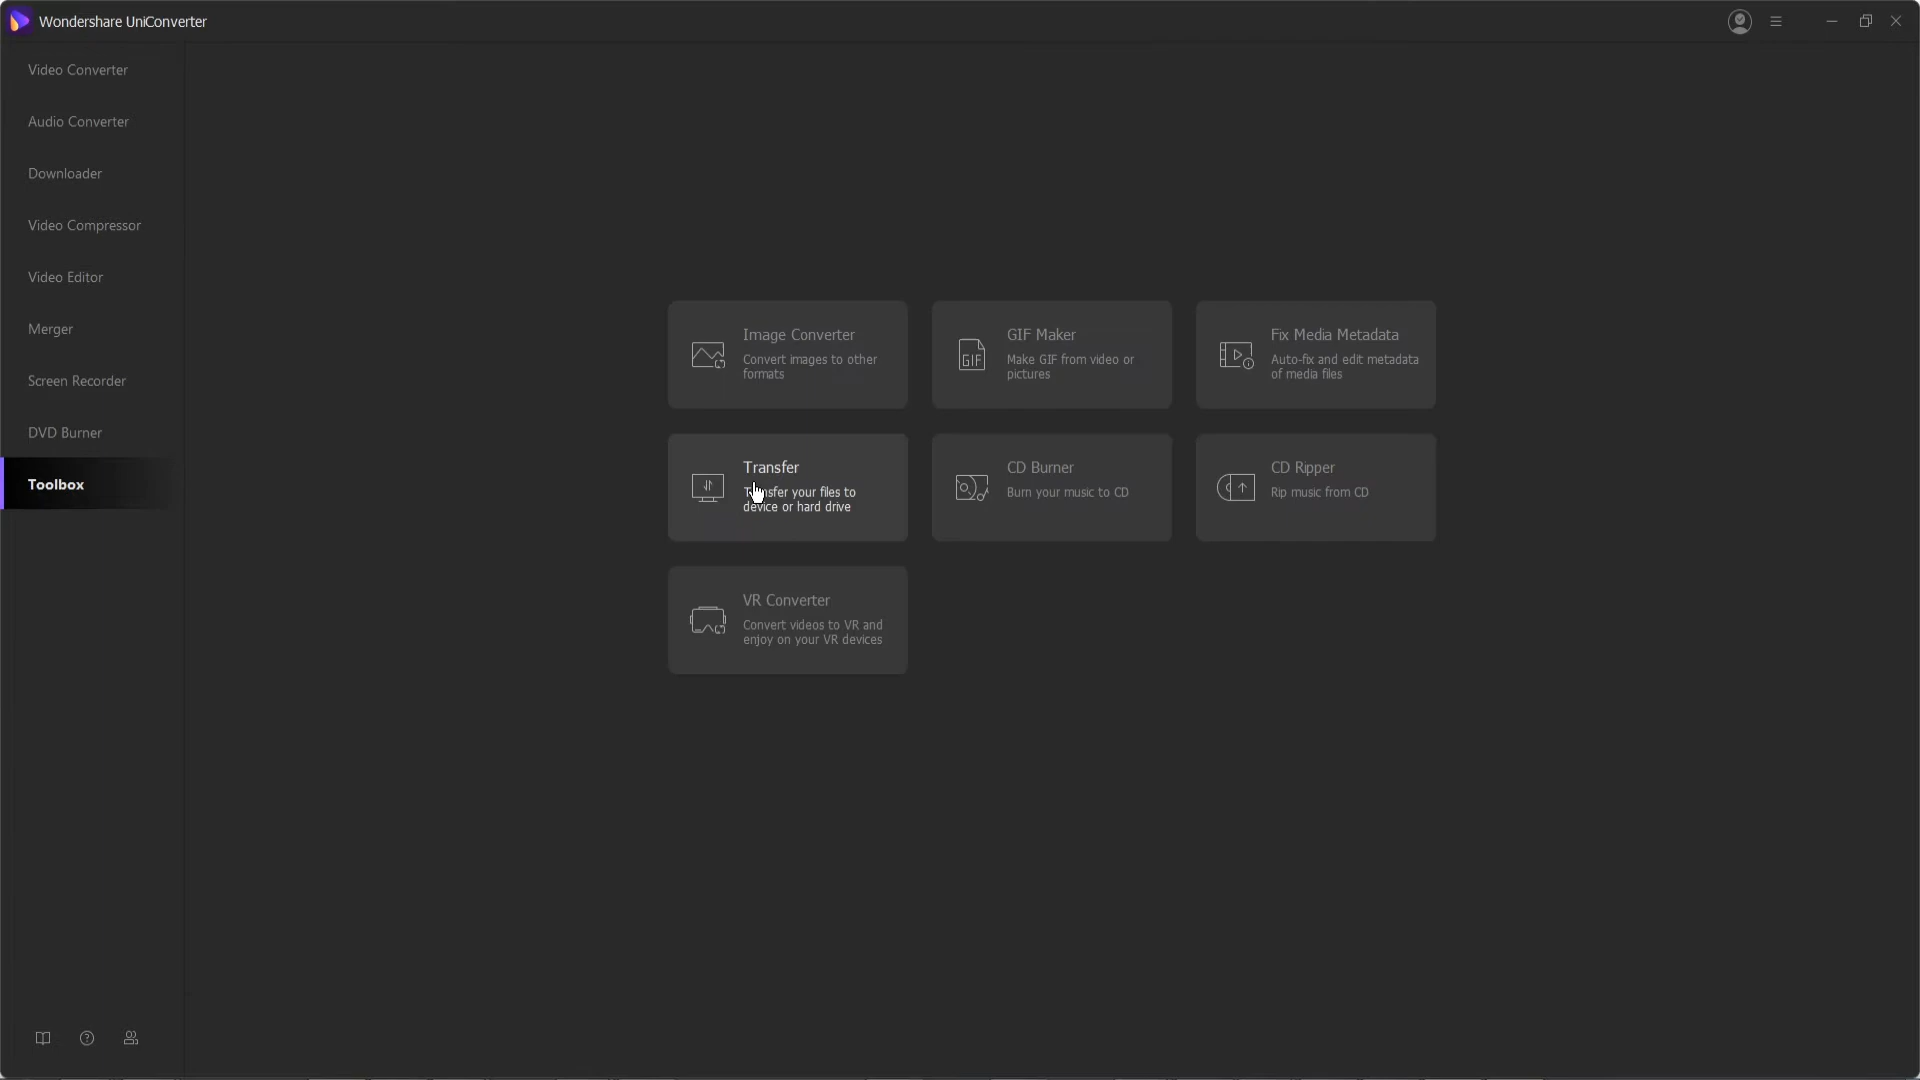 Wondershare UniConverter
Video Converter
Audio Converter
Downloader
Video Compressor
Video Editor
Merger
Screen Recorder
DVD Burner
Toolbox
Image Converter
Convert images to other
formats
GIF
GIF Maker
Make GIF from video or
pictures
Fix Media Metadata
Auto-fix and edit metadata
of media files
Transfer
Transfer your files to
device or hard drive
CD Burner
Burn your music to CD
CD Ripper
Rip music from CD
VR Converter
Convert videos to VR and
enjoy on your VR devices